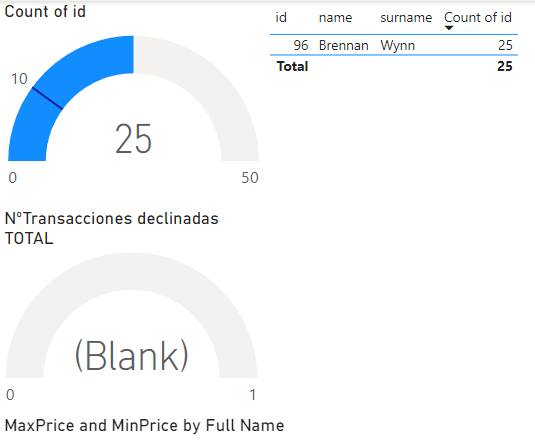 Count of id
10
25
0
50
id name surname Count of id
96 Brennan Wynn 25
Total 25
NºTransacciones declinadas
TOTAL
(Blank)
0
1
MaxPrice and MinPrice by Full Name